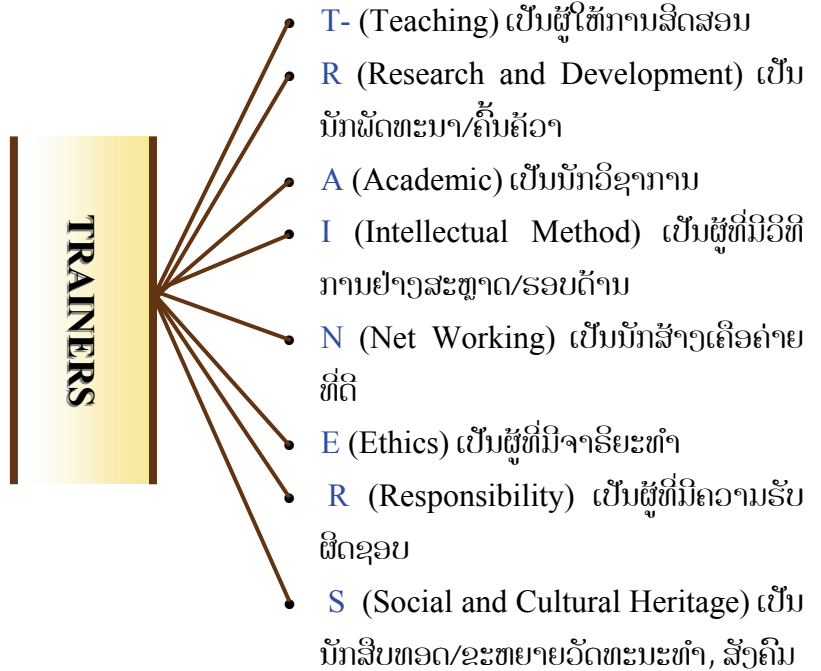 TRAINERS
T- (Teaching) ເປັນຜູ້ໃຫ້ການສິດສອນ
R (Research and Development) ເປັນ
ນັກພັດທະນາ/ຄົ້ນຄ້ວາ
A (Academic) ເປັນນັກວິຊາການ
I (Intellectual Method) ເປັນຜູ້ທີ່ມີວິທີ
ການຢ່າງສະຫຼາດ/ຮອບດ້ານ
N (Net Working) ເປັນນັກສ້າງເຄືອຄ່າຍ
ທີ່ດີ
E (Ethics) ເປັນຜູ້ທີ່ມີຈາຣິຍະທຳ
R (Responsibility) ເປັນຜູ້ທີ່ມີຄວາມຮັບ
ຜິດຊອບ
S (Social and Cultural Heritage) ເປັນ
ນັກສືບທອດ/ຂະຫຍາຍວັດທະນະທຳ, ສັງຄົມ